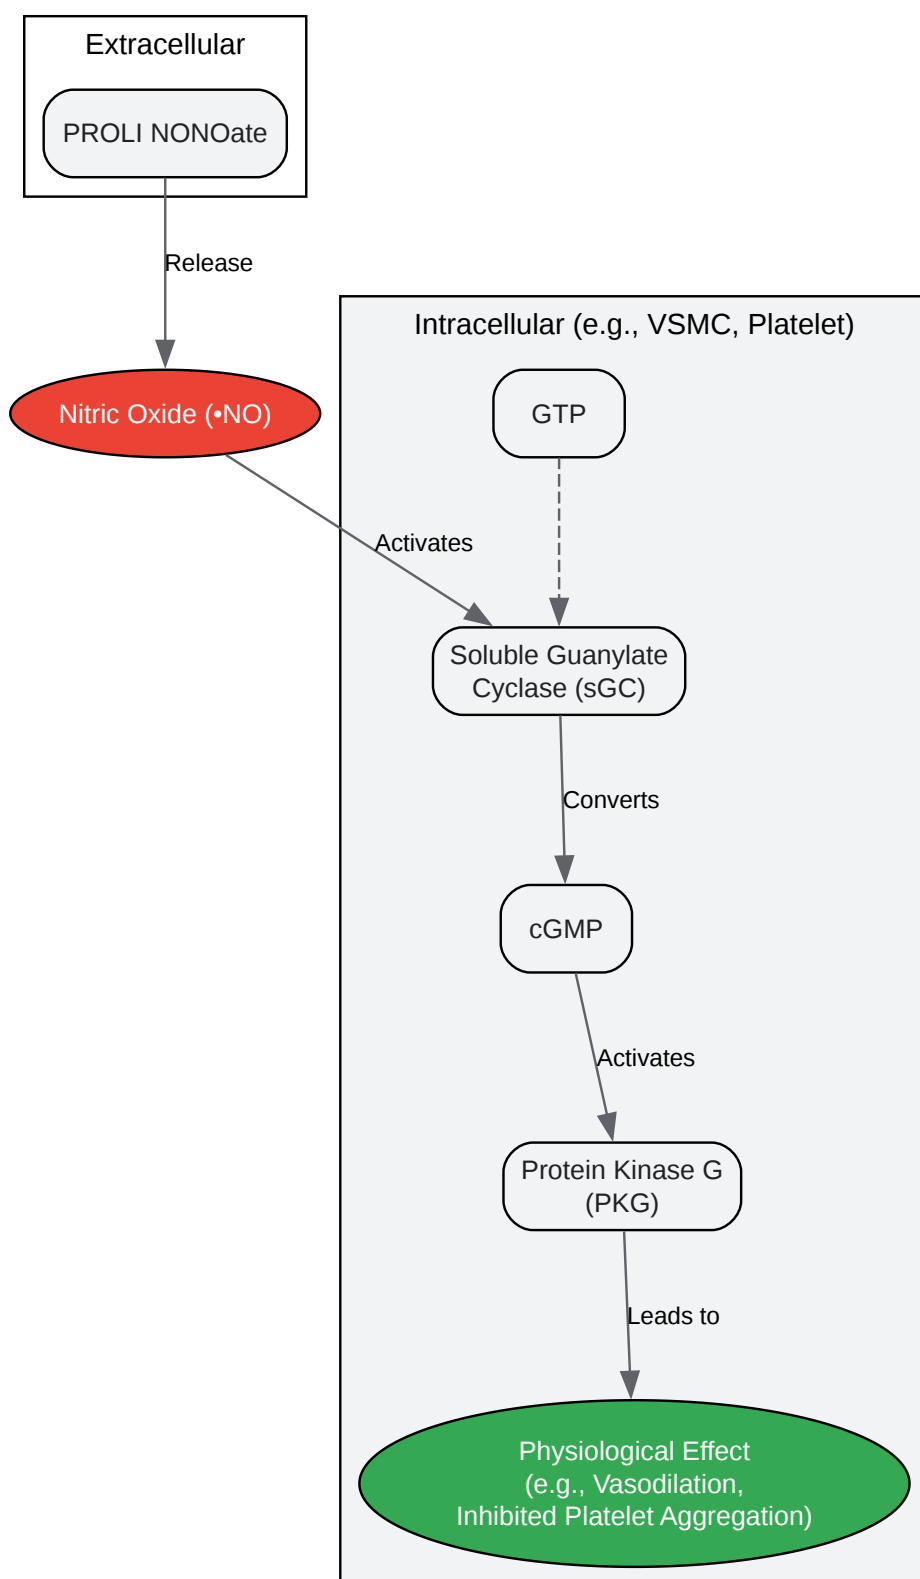 Extracellular
PROLI NONOate
Release
Intracellular (e.g., VSMC, Platelet)
Nitric Oxide (•NO)
GTP
Activates
Soluble Guanylate
Cyclase (sGC)
Converts
cGMP
Activates
Protein Kinase G
(PKG)
Leads to
Physiological Effect
(e.g., Vasodilation,
Inhibited Platelet Aggregation)